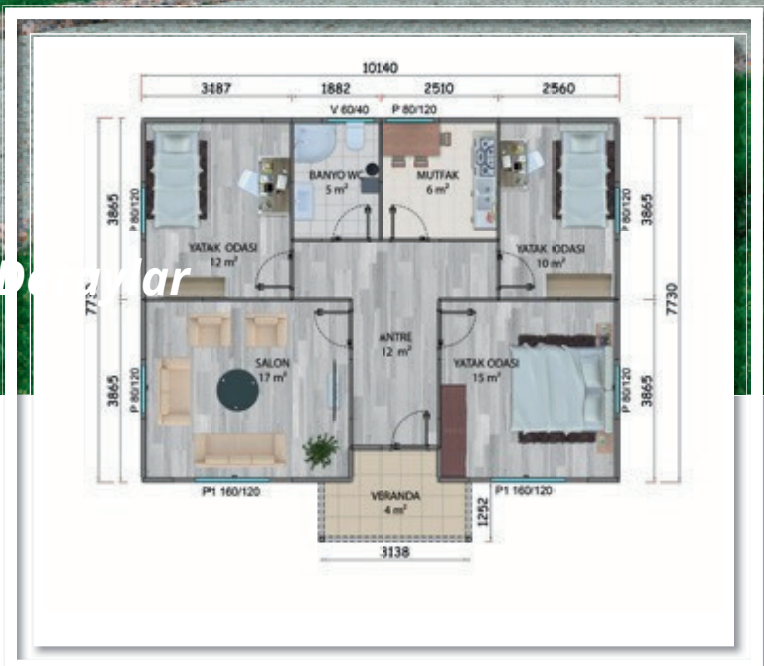 10140
3187 1882 2510 2560
V 60/40 P 80/120
BANYO WC
5 m²
MUTFAK
6 m²
3865
P 80/120
P 80/120
3865
YATAK ODASI
12 m²
YATAK ODASI
10 m²
Detaylar
7730
ANTRE
12 m²
SALON
17 m²
YATAK ODASI
15 m²
3865
P 80/120
P 80/120
3865
P1 160/120
P1 160/120
VERANDA
4 m²
1252
3138